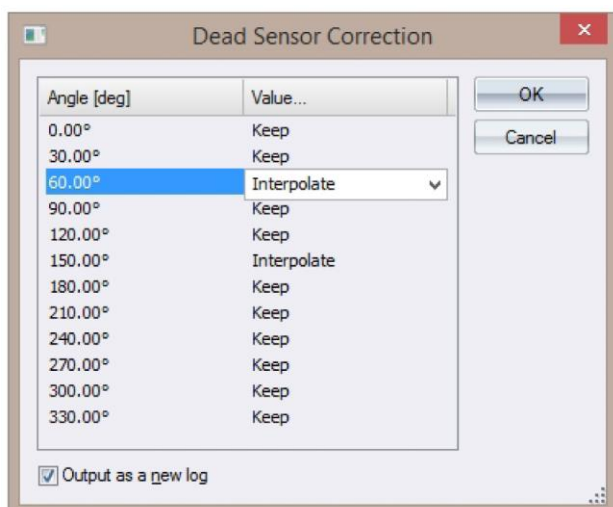 Dead Sensor Correction
Angle [deg] Value...
0.00° Keep
30.00° Keep
60.00° Interpolate
90.00° Keep
120.00° Keep
150.00° Interpolate
180.00° Keep
210.00° Keep
240.00° Keep
270.00° Keep
300.00° Keep
330.00° Keep
OK
Cancel
Output as a new log